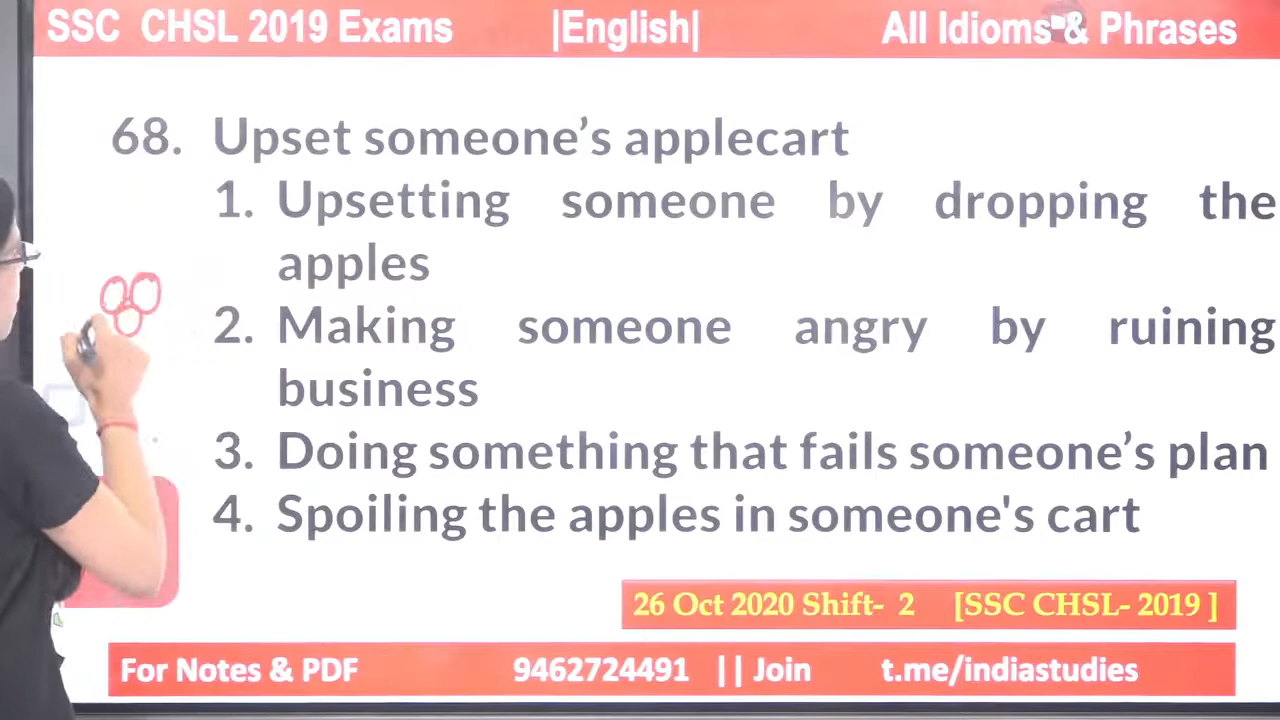 SSC CHSL 2019 Exams |English| All Idioms & Phrases
68. Upset someone’s applecart
1. Upsetting someone by dropping the
apples
2. Making someone angry by ruining
business
3. Doing something that fails someone’s plan
4. Spoiling the apples in someone's cart
26 Oct 2020 Shift- 2 [SSC CHSL- 2019 ]
For Notes & PDF 9462724491 || Join t.me/indiastudies